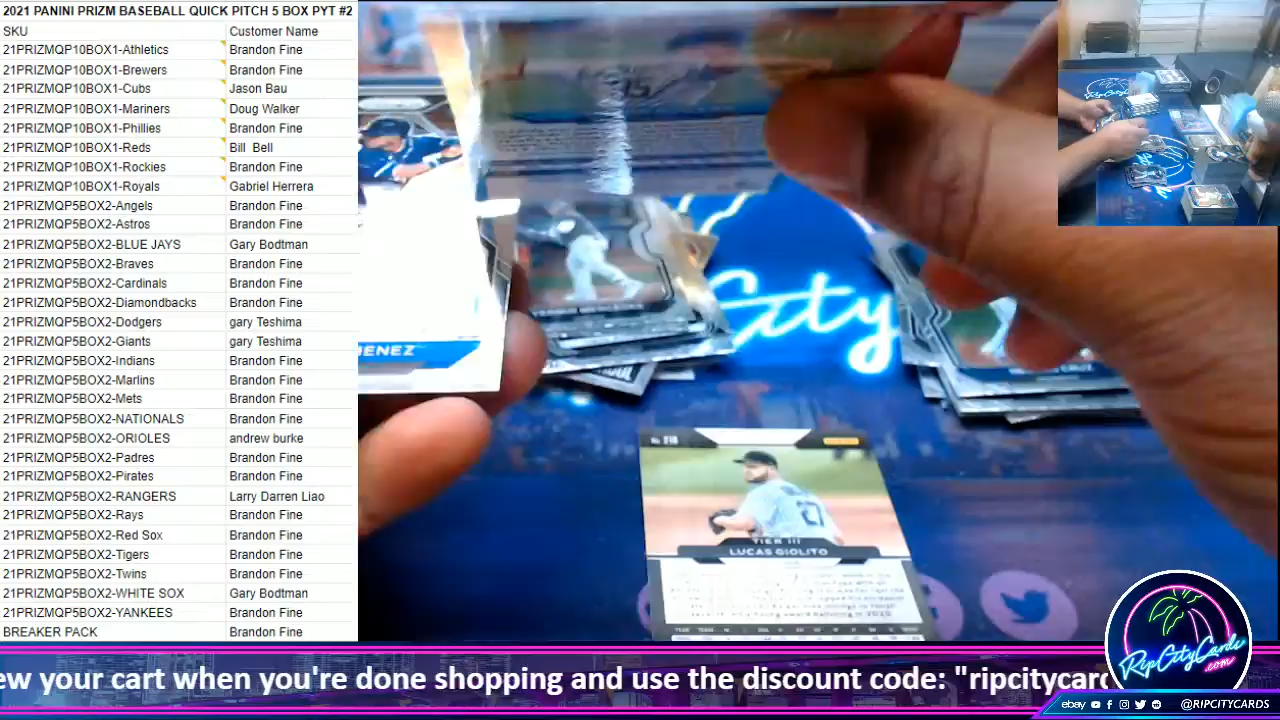 2021 PANINI PRIZM BASEBALL QUICK PITCH 5 BOX PYT #2
SKU Customer Name
21PRIZMQP10BOX1-Athletics Brandon Fine
21PRIZMQP10BOX1-Brewers Brandon Fine
21PRIZMQP10BOX1-Cubs Jason Bau
21PRIZMQP10BOX1-Mariners Doug Walker
21PRIZMQP10BOX1-Phillies Brandon Fine
21PRIZMQP10BOX1-Reds Bill Bell
21PRIZMQP10BOX1-Rockies Brandon Fine
21PRIZMQP10BOX1-Royals Gabriel Herrera
21PRIZMQP5BOX2-Angels Brandon Fine
21PRIZMQP5BOX2-Astros Brandon Fine
21PRIZMQP5BOX2-BLUE JAYS Gary Bodtman
21PRIZMQP5BOX2-Braves Brandon Fine
21PRIZMQP5BOX2-Cardinals Brandon Fine
21PRIZMQP5BOX2-Diamondbacks Brandon Fine
21PRIZMQP5BOX2-Dodgers gary Teshima
21PRIZMQP5BOX2-Giants gary Teshima
21PRIZMQP5BOX2-Indians Brandon Fine
21PRIZMQP5BOX2-Marlins Brandon Fine
21PRIZMQP5BOX2-Mets Brandon Fine
21PRIZMQP5BOX2-NATIONALS Brandon Fine
21PRIZMQP5BOX2-ORIOLES andrew burke
21PRIZMQP5BOX2-Padres Brandon Fine
21PRIZMQP5BOX2-Pirates Brandon Fine
21PRIZMQP5BOX2-RANGERS Larry Darren Liao
21PRIZMQP5BOX2-Rays Brandon Fine
21PRIZMQP5BOX2-Red Sox Brandon Fine
21PRIZMQP5BOX2-Tigers Brandon Fine
21PRIZMQP5BOX2-Twins Brandon Fine
21PRIZMQP5BOX2-WHITE SOX Gary Bodtman
21PRIZMQP5BOX2-YANKEES Brandon Fine
BREAKER PACK Brandon Fine
ENEZ
City
CRUZ
17
TIER III
LUCAS GIOLITO
ew your cart when you're done shopping and use the discount code: "ripcitycard
RipCityCards
.com
ebay @RIPCITYCARDS